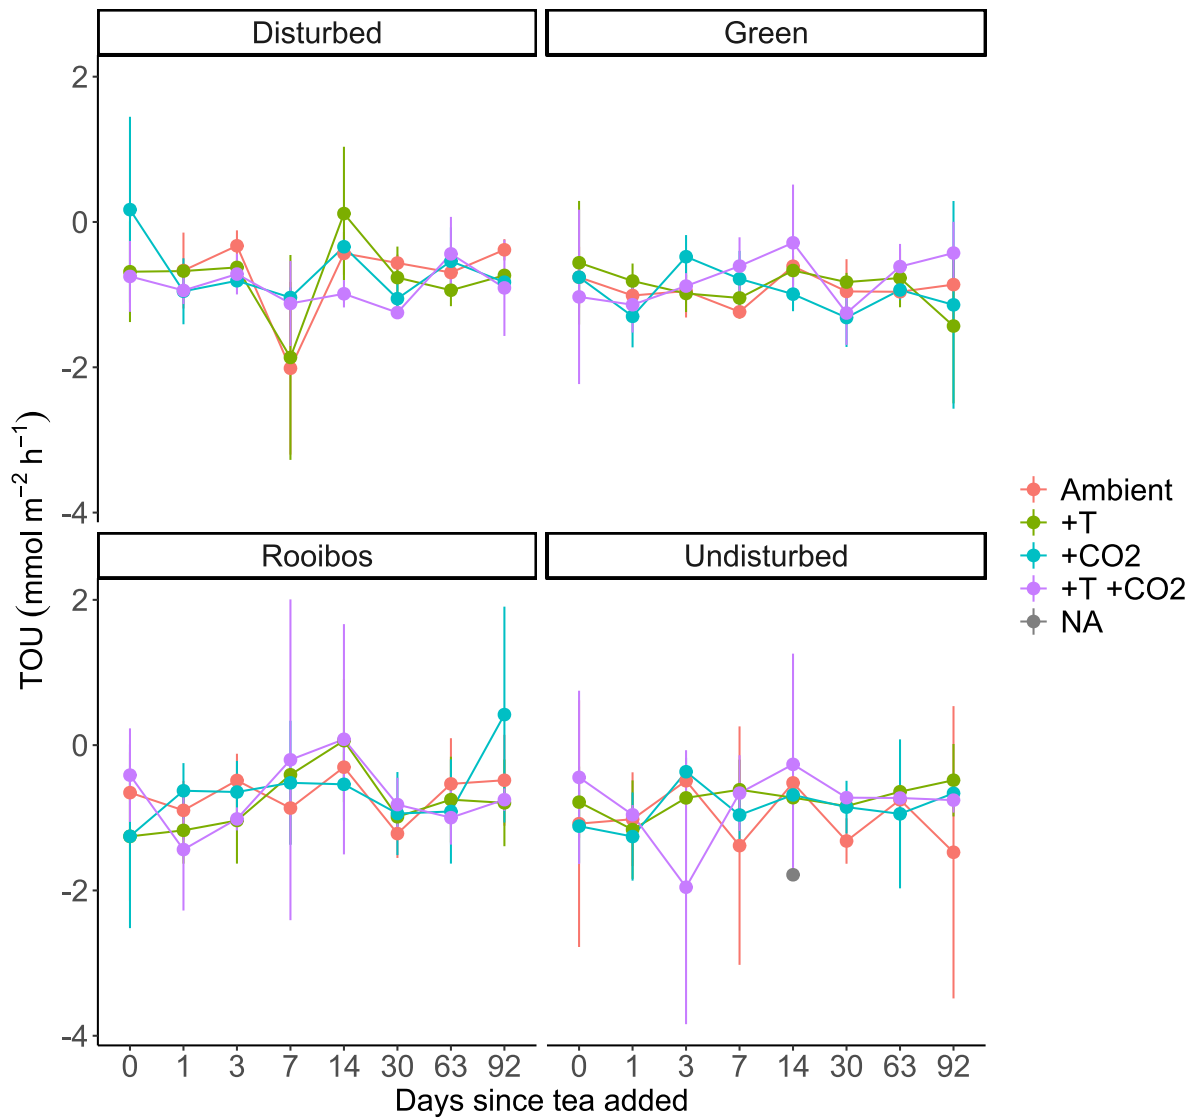 Disturbed
Green
2
0
-2
-4
Rooibos
Undisturbed
2
0
-2
-4
TOU (mmol m⁻² h⁻¹)
0 1 3 7 14 30 63 92
0 1 3 7 14 30 63 92
Days since tea added
Ambient
+T
+CO2
+T +CO2
NA